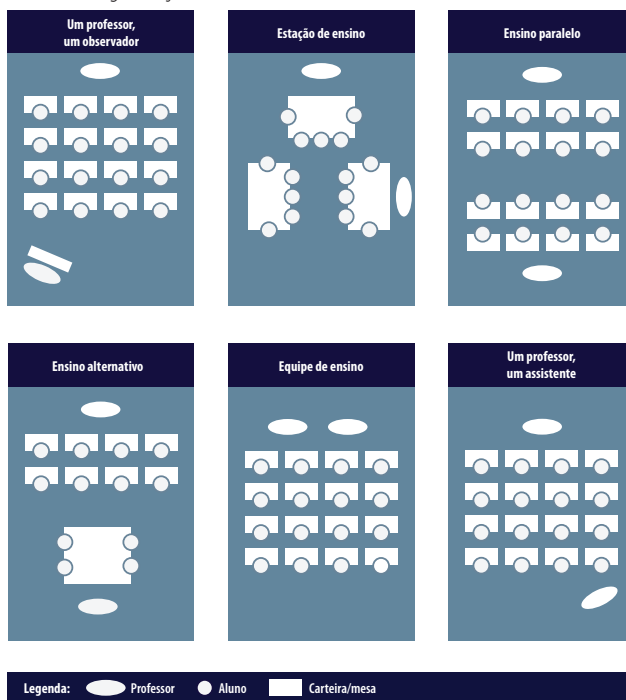 Um professor,
um observador
Estação de ensino
Ensino paralelo
Ensino alternativo
Equipe de ensino
Um professor,
um assistente
Legenda: Professor Aluno Carteira/mesa